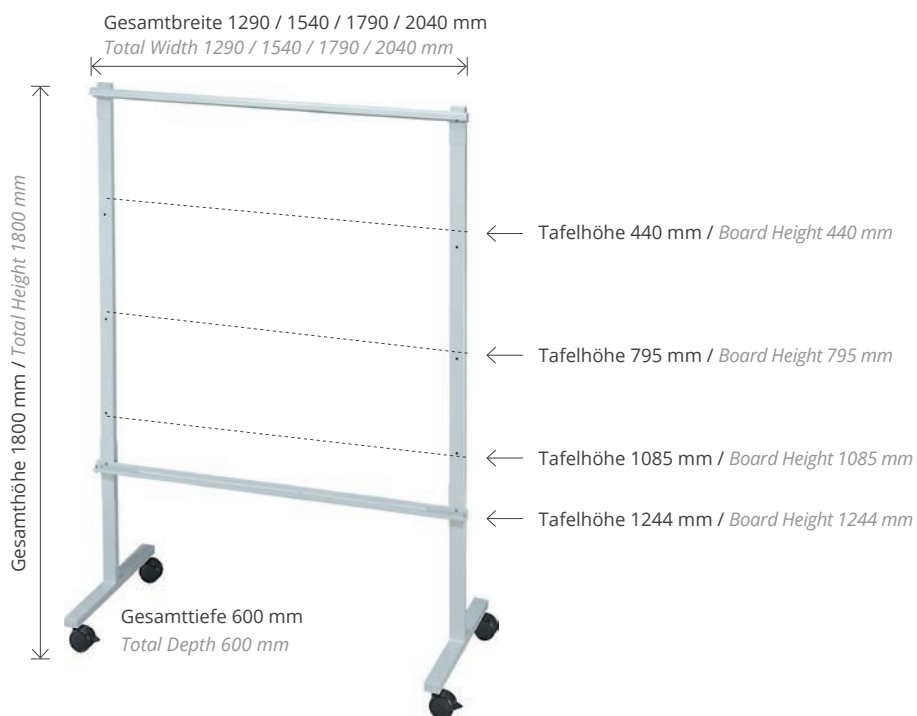 Gesamtbreite 1290 / 1540 / 1790 / 2040 mm
Total Width 1290 / 1540 / 1790 / 2040 mm
Gesamthöhe 1800 mm / Total Height 1800 mm
Tafelhöhe 440 mm / Board Height 440 mm
Tafelhöhe 795 mm / Board Height 795 mm
Tafelhöhe 1085 mm / Board Height 1085 mm
Tafelhöhe 1244 mm / Board Height 1244 mm
Gesamttiefe 600 mm
Total Depth 600 mm